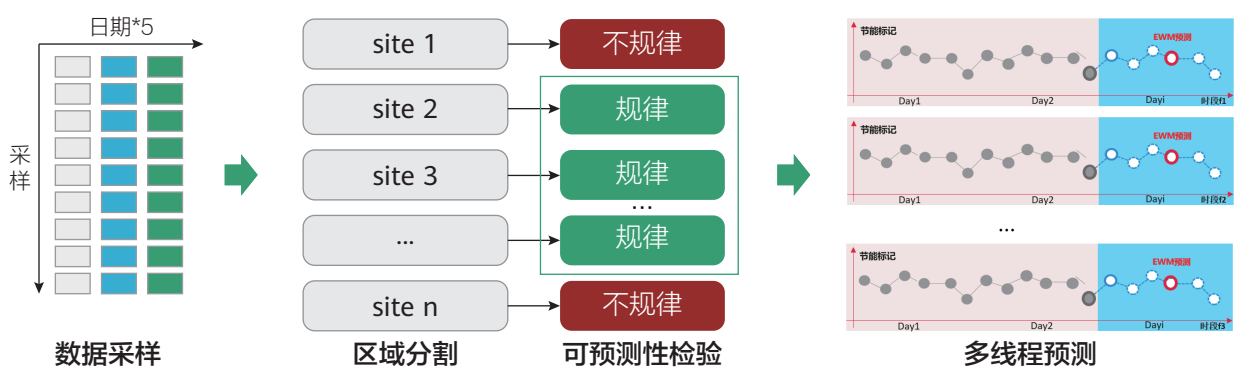 日期*5
采样
数据采样
site 1
不规律
site 2
规律
site 3
规律
...
...
规律
site n
不规律
区域分割
可预测性检验
节能标记
EWM预测
Day1
Day2
Dayi
时段f1
节能标记
EWM预测
Day1
Day2
Dayi
时段f2
...
节能标记
EWM预测
Day1
Day2
Dayi
时段f3
多线程预测